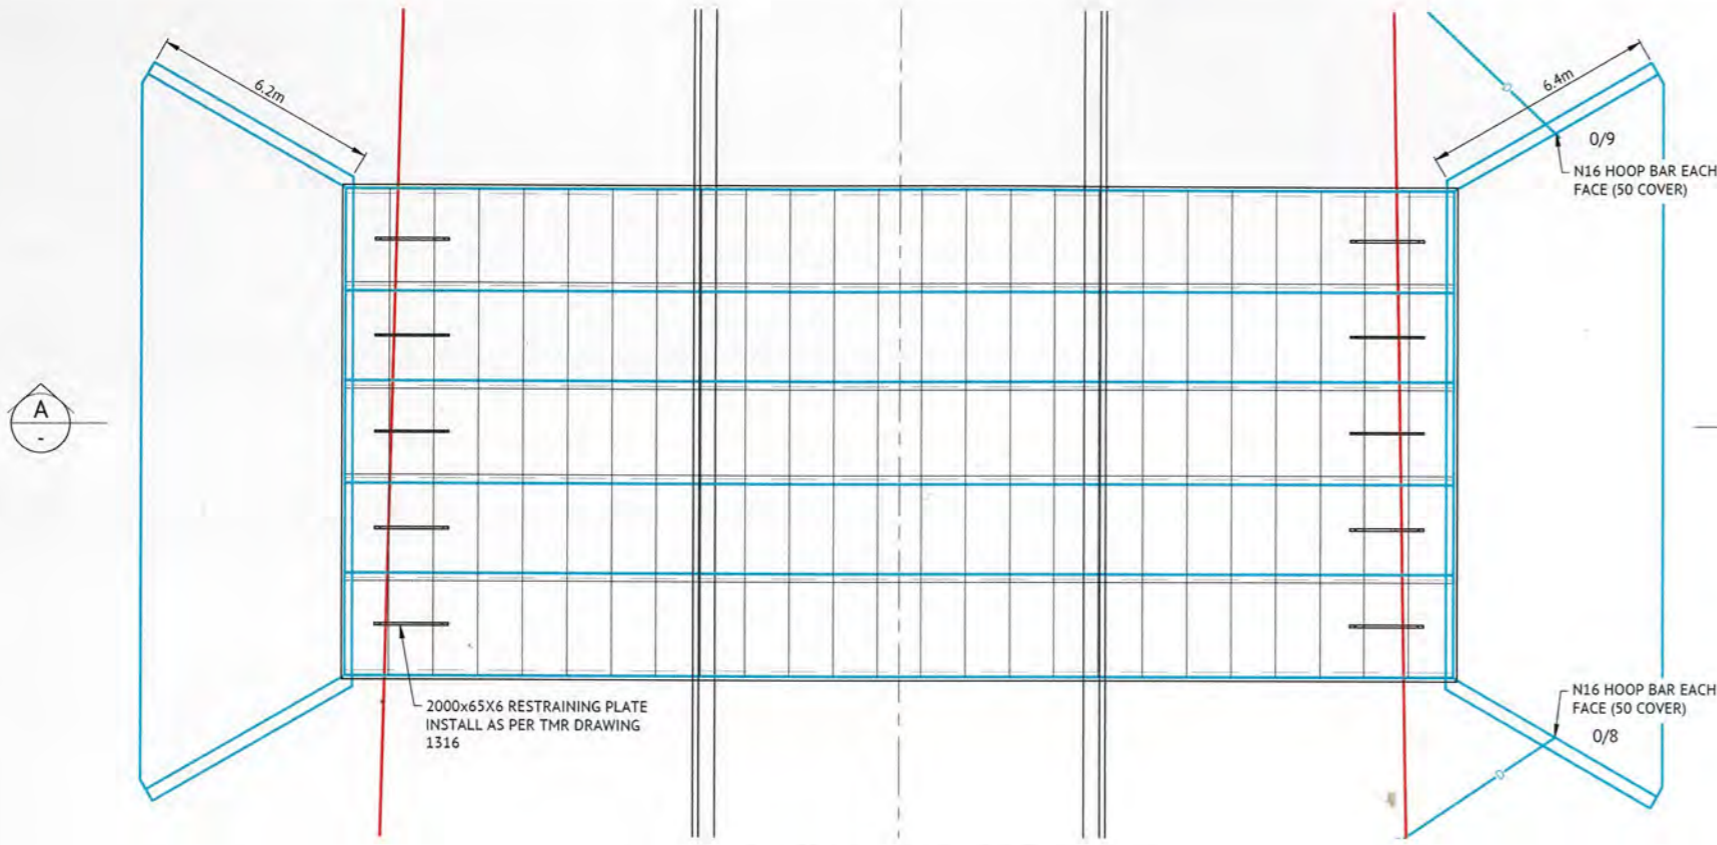 6.2m
6.4m
0/9
N16 HOOP BAR EACH
FACE (50 COVER)
A
-
2000x65X6 RESTRAINING PLATE
INSTALL AS PER TMR DRAWING
1316
N16 HOOP BAR EACH
FACE (50 COVER)
0/8